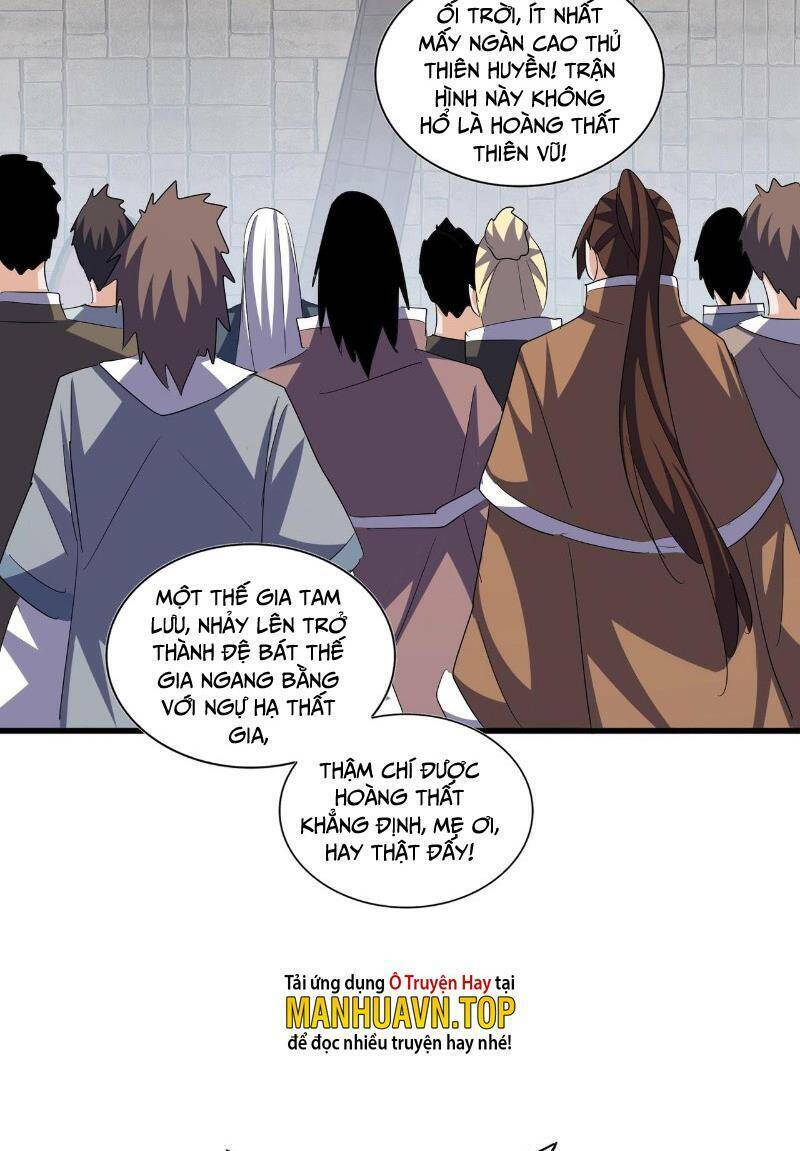 ỐI TRỜI, ÍT NHẤT
MẤY NGÀN CAO THỦ
THIÊN HUYỀN! TRẬN
HÌNH NÀY KHÔNG
HỔ LÀ HOÀNG THẤT
THIÊN VŨ!
MỘT THẾ GIA TAM
LƯU, NHẢY LÊN TRỞ
THÀNH ĐỆ BÁT THẾ
GIA NGANG BẰNG
VỚI NGỰ HẠ THẤT
GIA,
THẬM CHÍ ĐƯỢC
HOÀNG THẤT
KHẲNG ĐỊNH, MẸ ƠI,
HAY THẬT ĐẤY!
Tải ứng dụng Ô Truyện Hay tại
MANHUAVN.TOP
để đọc nhiều truyện hay nhé!